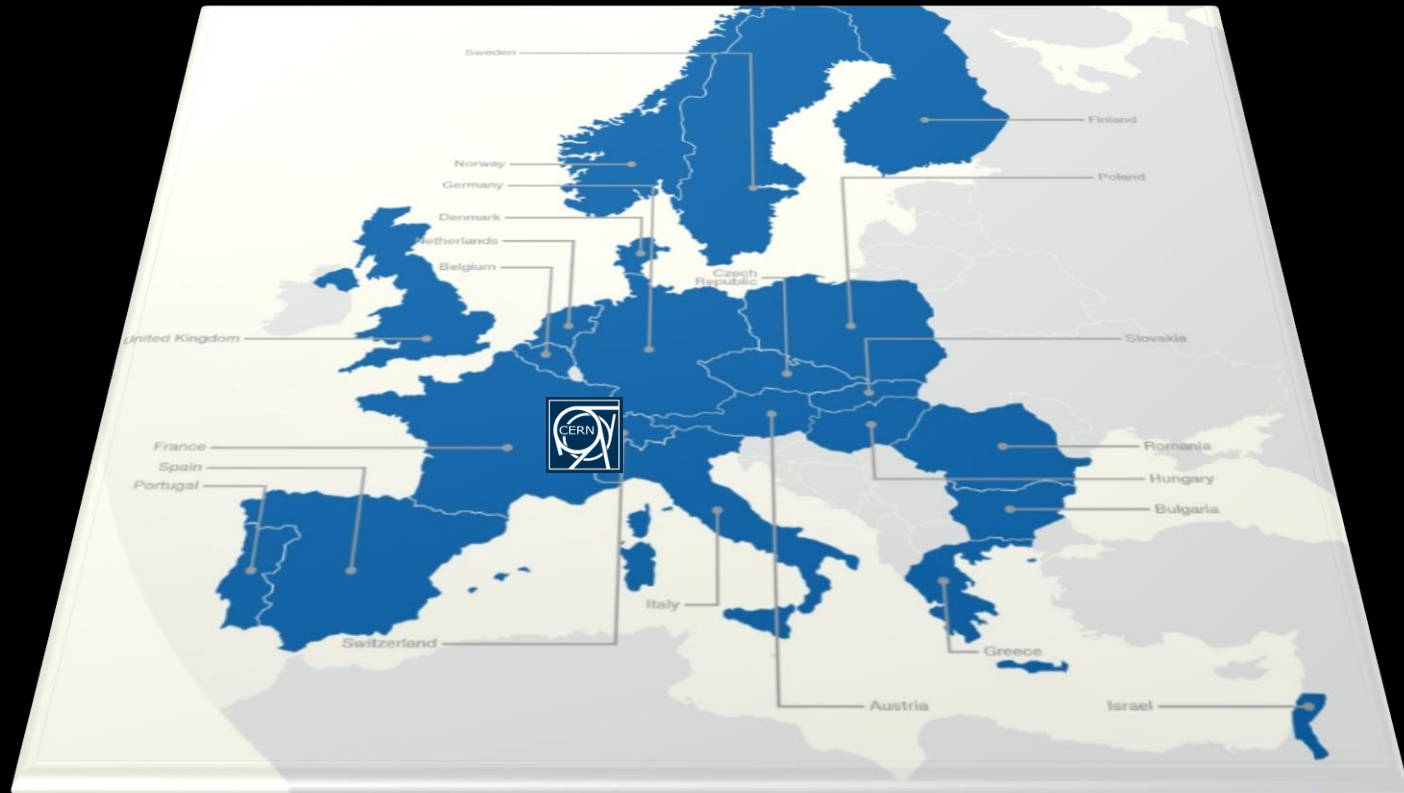 Sweden
Finland
Norway
Poland
Germany
Denmark
Netherlands
Belgium
Czech
Republic
United Kingdom
Slovakia
CERN
France
Romania
Spain
Hungary
Portugal
Bulgaria
Italy
Switzerland
Greece
Austria
Israel